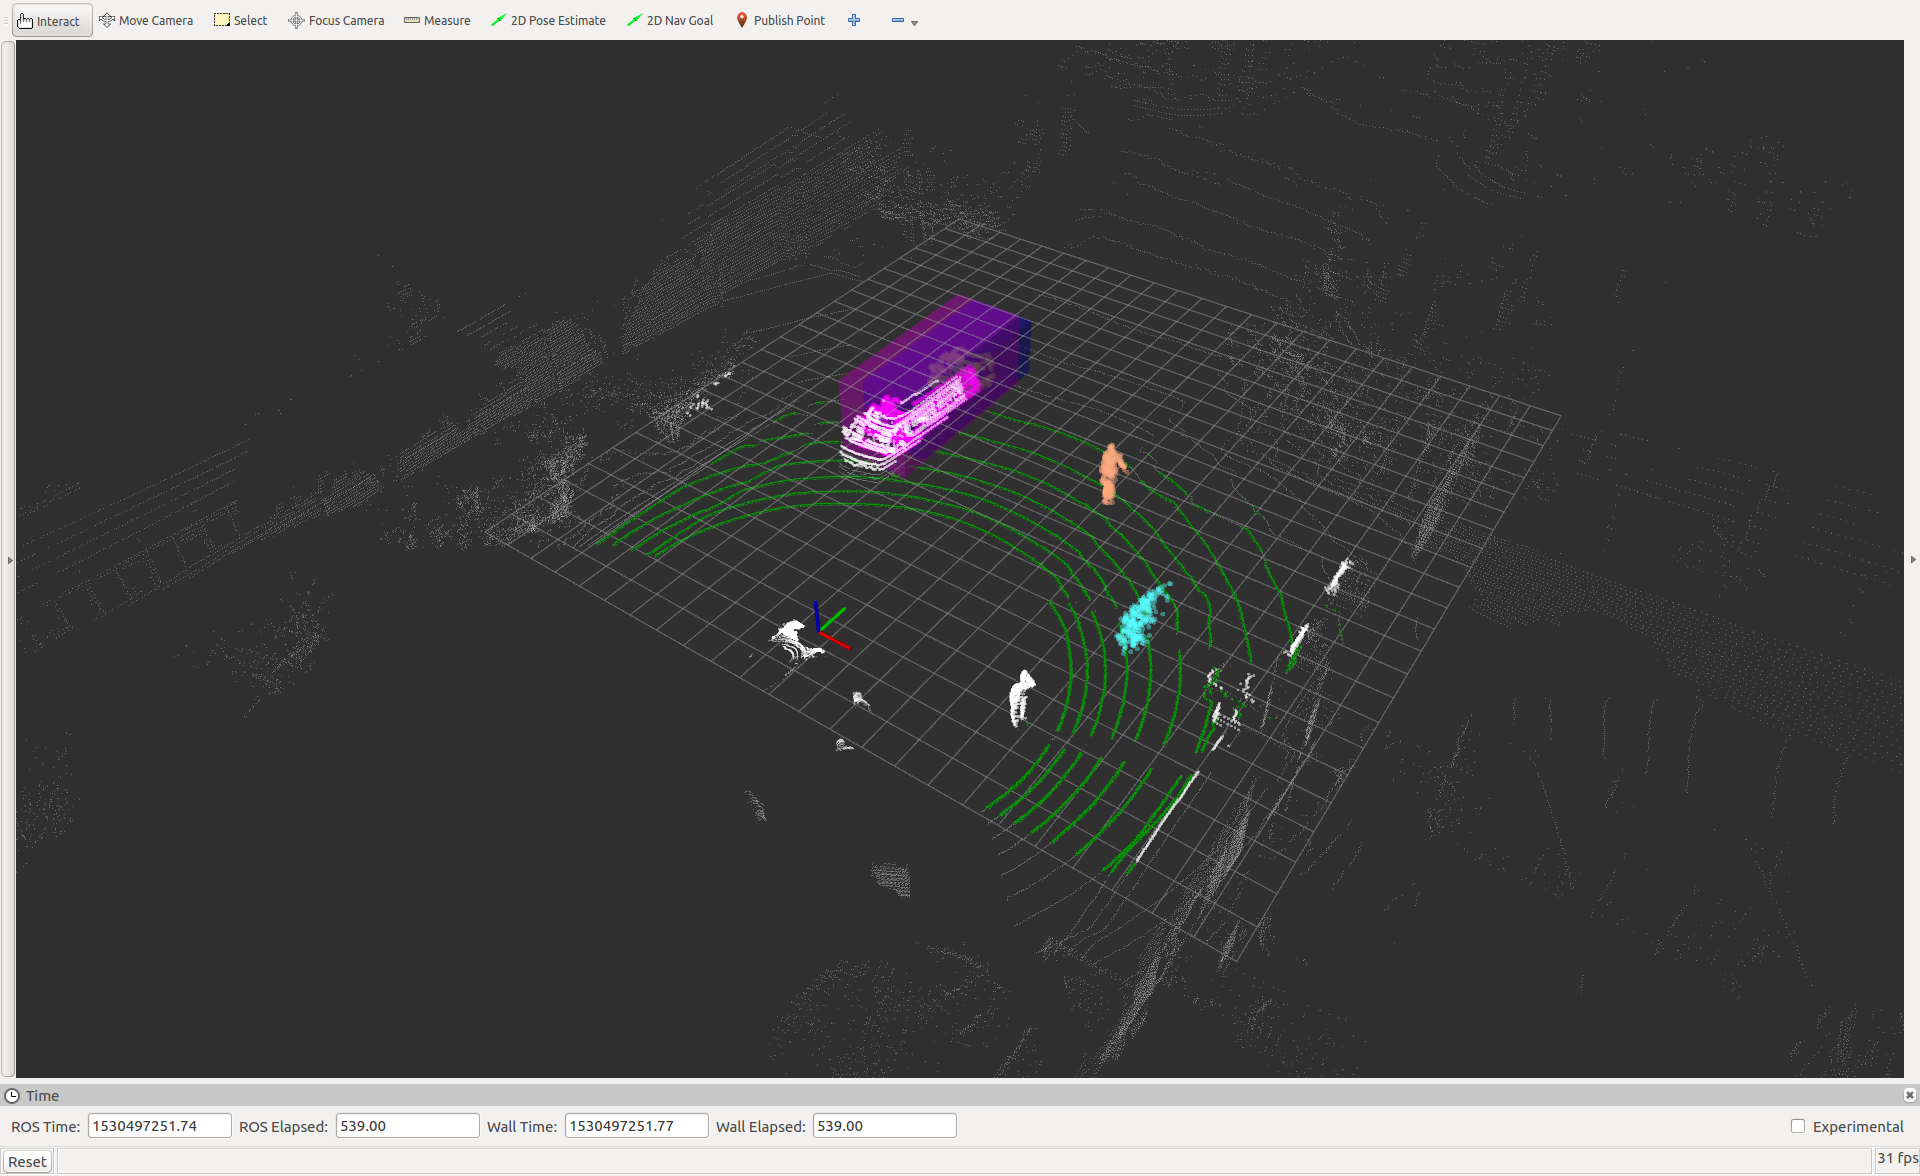 Interact Move Camera Select Focus Camera Measure 2D Pose Estimate 2D Nav Goal Publish Point
Time
ROS Time: 1530497251.74 ROS Elapsed: 539.00 Wall Time: 1530497251.77 Wall Elapsed: 539.00 Experimental
Reset 31 fps